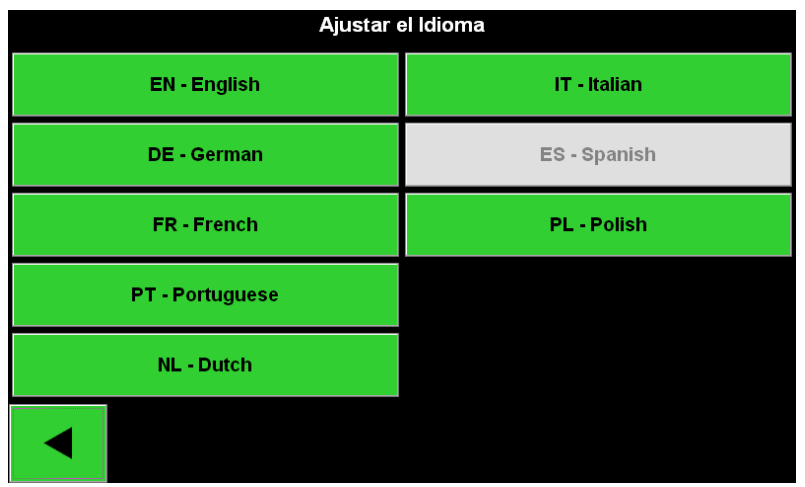 Ajustar el Idioma
EN - English
IT - Italian
DE - German
ES - Spanish
FR - French
PL - Polish
PT - Portuguese
NL - Dutch